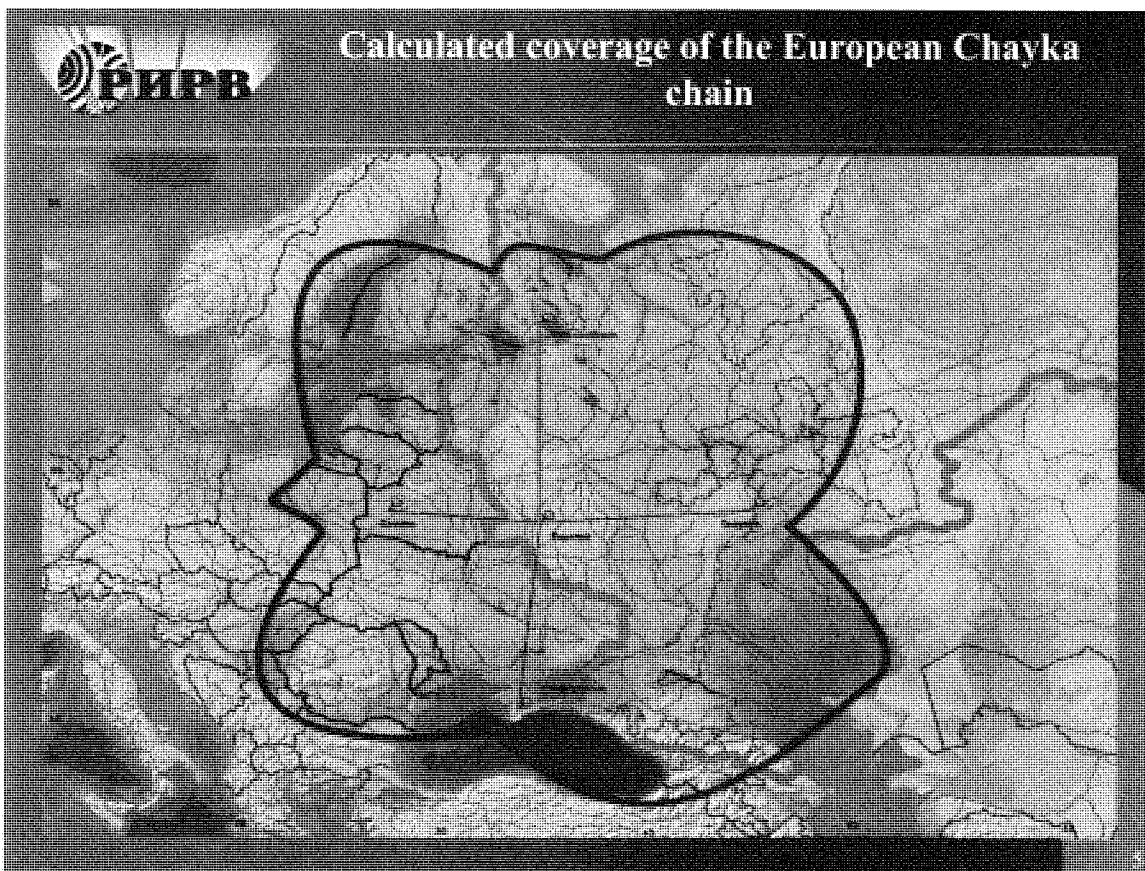 РИРВ
Calculated coverage of the European Chayka
chain